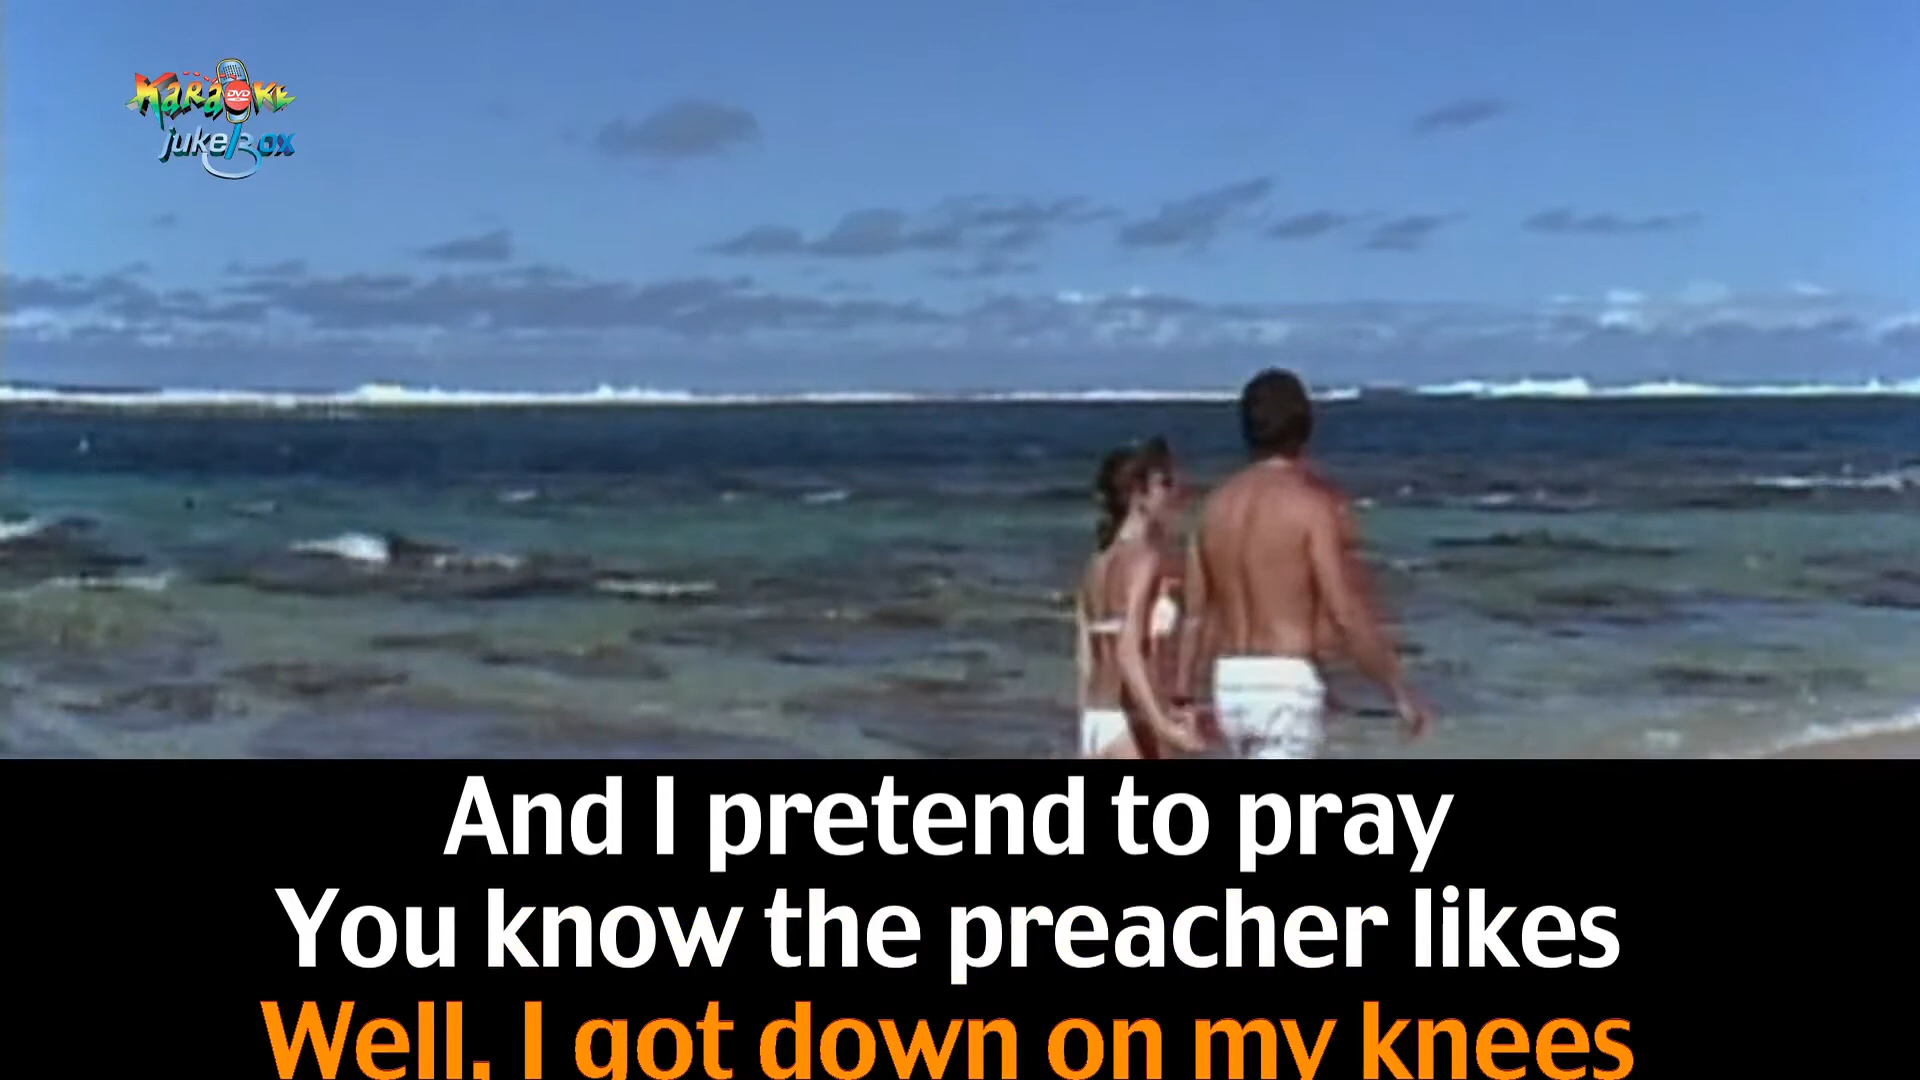 KaraOKe
DVD
jukeBox
And I pretend to pray
You know the preacher likes
Well, I got down on my knees